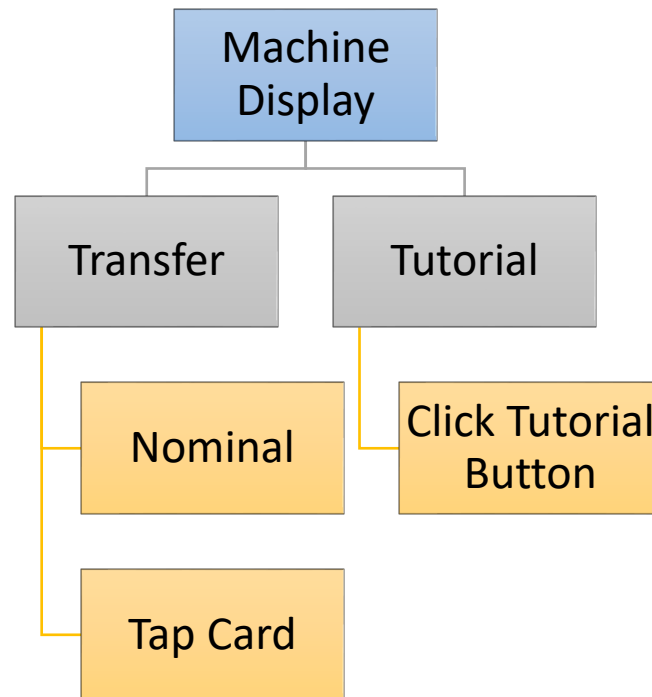 Machine
Display
Transfer
Tutorial
Nominal
Click Tutorial
Button
Tap Card